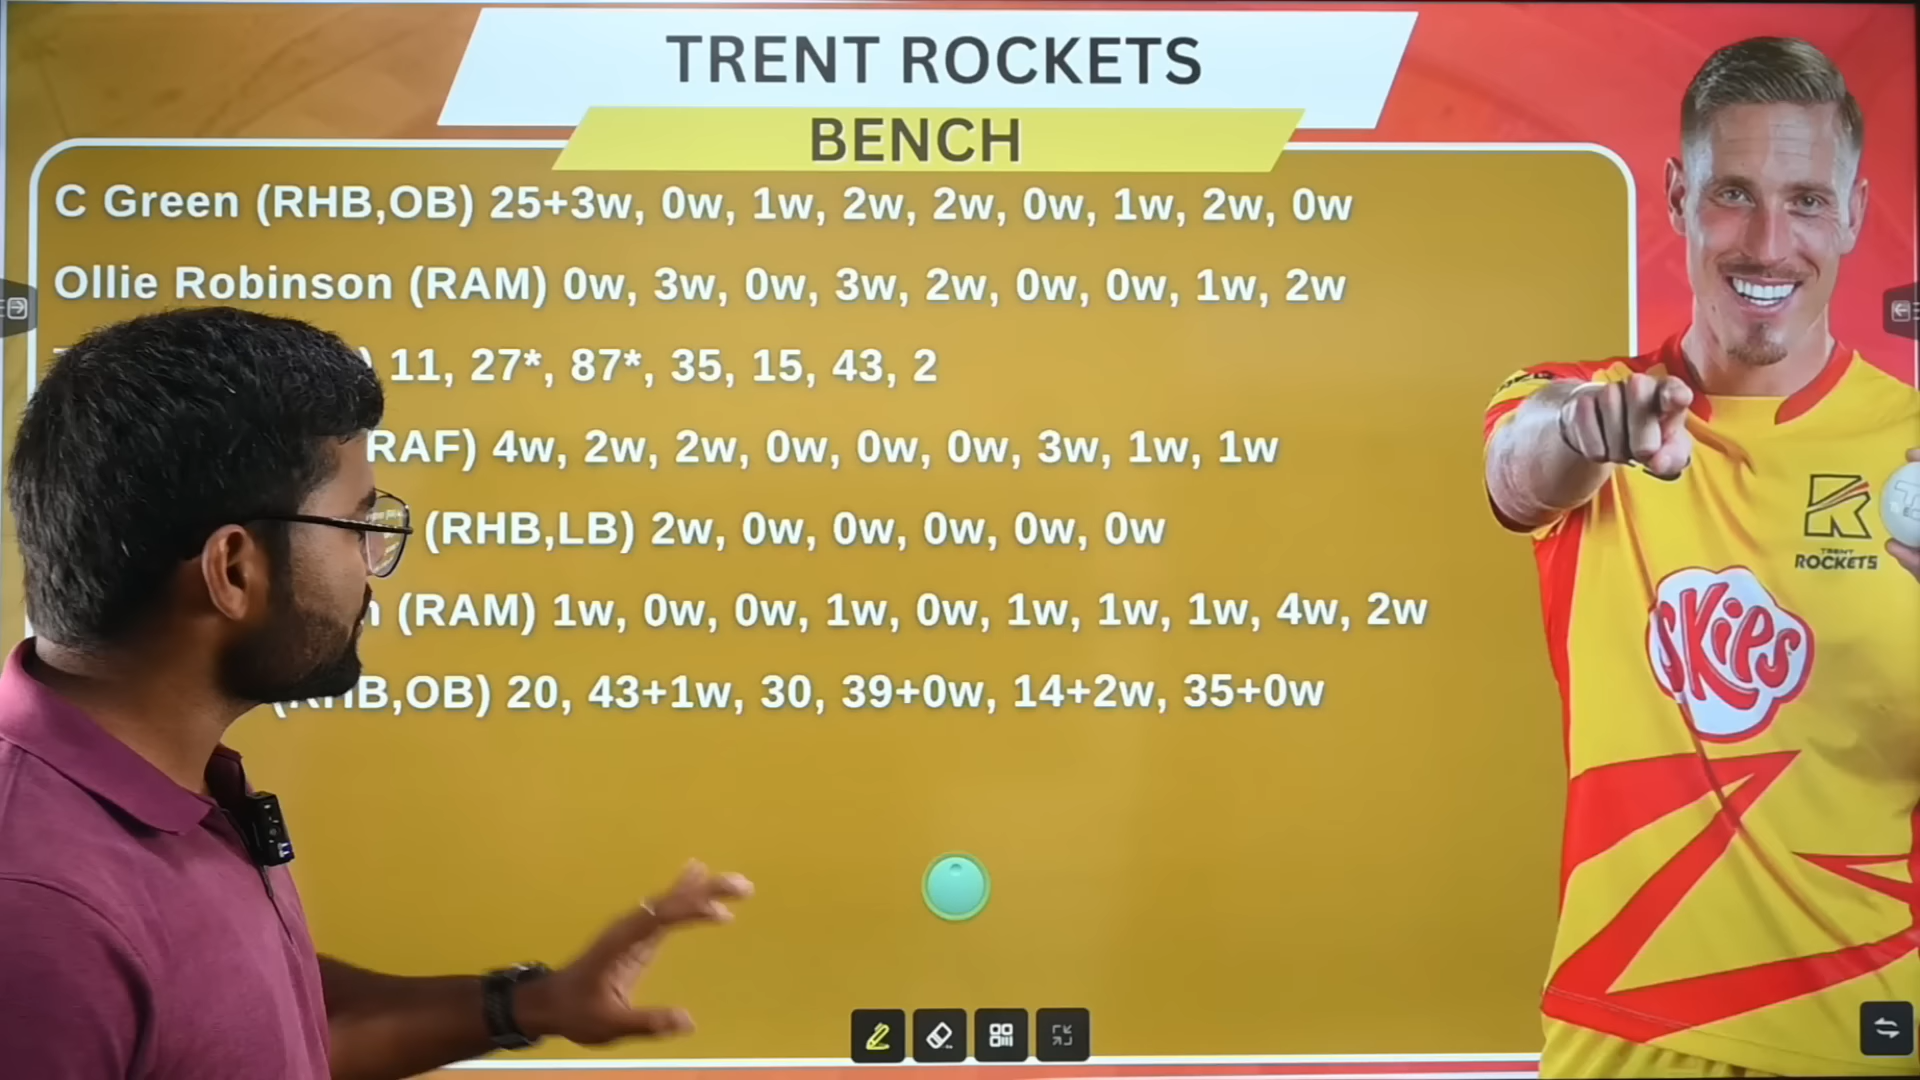 TRENT ROCKETS
BENCH
C Green (RHB,OB) 25+3w, 0w, 1w, 2w, 2w, 0w, 1w, 2w, 0w
Ollie Robinson (RAM) 0w, 3w, 0w, 3w, 2w, 0w, 0w, 1w, 2w
) 11, 27*, 87*, 35, 15, 43, 2
RAF) 4w, 2w, 2w, 0w, 0w, 0w, 3w, 1w, 1w
(RHB,LB) 2w, 0w, 0w, 0w, 0w, 0w
n (RAM) 1w, 0w, 0w, 1w, 0w, 1w, 1w, 1w, 4w, 2w
(RHB,OB) 20, 43+1w, 30, 39+0w, 14+2w, 35+0w
TRENT
ROCKETS
SKips